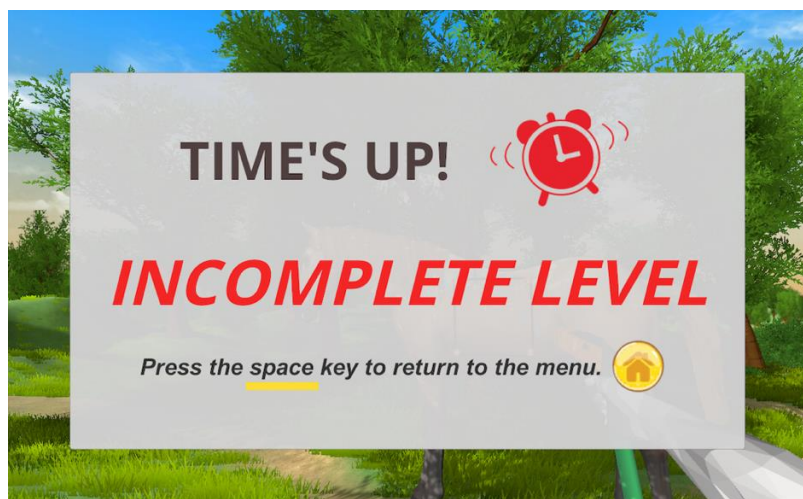 TIME'S UP!
INCOMPLETE LEVEL
Press the space key to return to the menu.